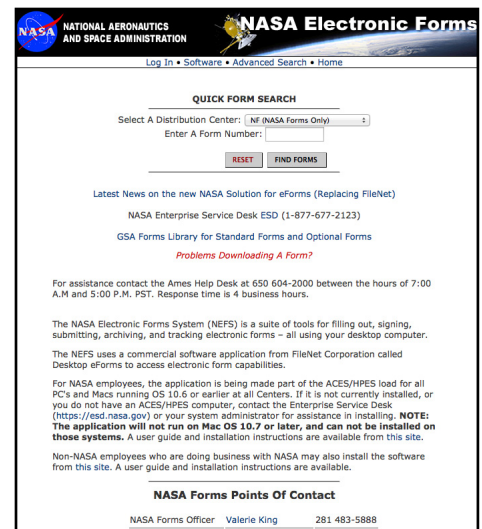 NASA
NATIONAL AERONAUTICS
AND SPACE ADMINISTRATION
NASA Electronic Forms
Log In • Software • Advanced Search • Home
QUICK FORM SEARCH
Select A Distribution Center: NF (NASA Forms Only)
Enter A Form Number:
RESET FIND FORMS
Latest News on the new NASA Solution for eForms (Replacing FileNet)
NASA Enterprise Service Desk ESD (1-877-677-2123)
GSA Forms Library for Standard Forms and Optional Forms
Problems Downloading A Form?
For assistance contact the Ames Help Desk at 650 604-2000 between the hours of 7:00
A.M and 5:00 P.M. PST. Response time is 4 business hours.
The NASA Electronic Forms System (NEFS) is a suite of tools for filling out, signing,
submitting, archiving, and tracking electronic forms – all using your desktop computer.
The NEFS uses a commercial software application from FileNet Corporation called
Desktop eForms to access electronic form capabilities.
For NASA employees, the application is being made part of the ACES/HPES load for all
PC's and Macs running OS 10.6 or earlier at all Centers. If it is not currently installed, or
you do not have an ACES/HPES computer, contact the Enterprise Service Desk
(https://esd.nasa.gov) or your system administrator for assistance in installing. NOTE:
The application will not run on Mac OS 10.7 or later, and can not be installed on
those systems. A user guide and installation instructions are available from this site.
Non-NASA employees who are doing business with NASA may also install the software
from this site. A user guide and installation instructions are available.
NASA Forms Points Of Contact
NASA Forms Officer Valerie King 281 483-5888